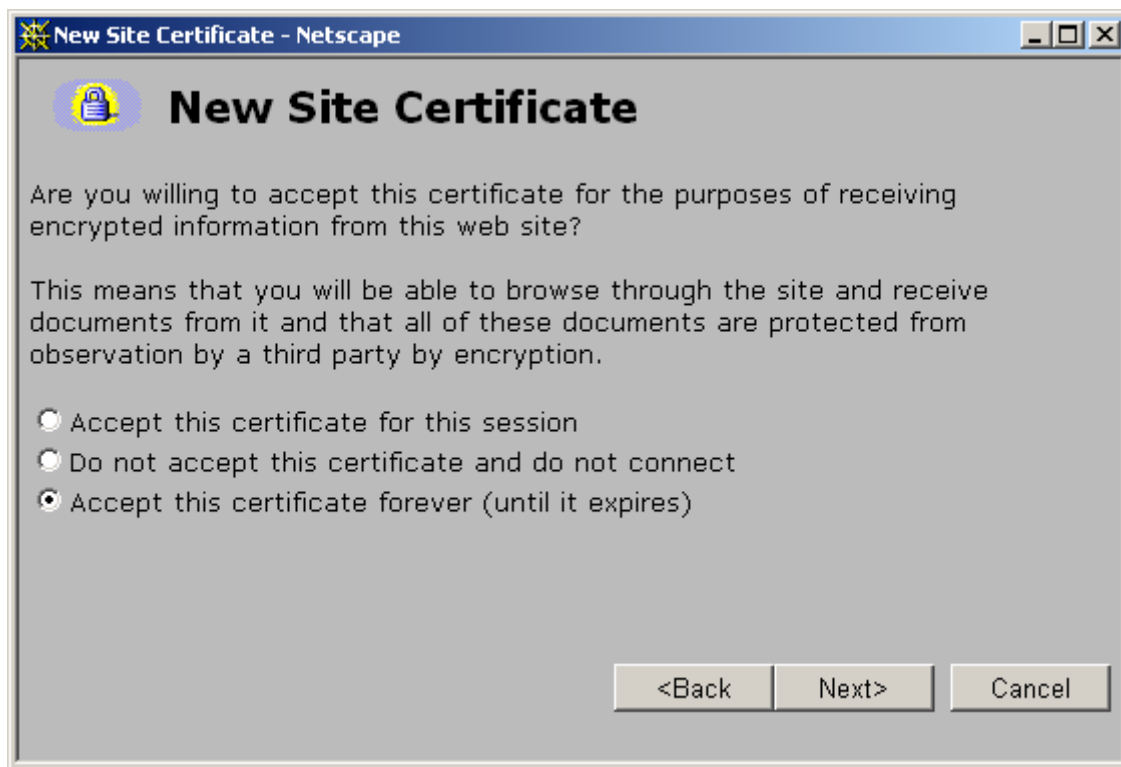 New Site Certificate - Netscape
New Site Certificate
Are you willing to accept this certificate for the purposes of receiving
encrypted information from this web site?
This means that you will be able to browse through the site and receive
documents from it and that all of these documents are protected from
observation by a third party by encryption.
Accept this certificate for this session
Do not accept this certificate and do not connect
Accept this certificate forever (until it expires)
<Back Next> Cancel